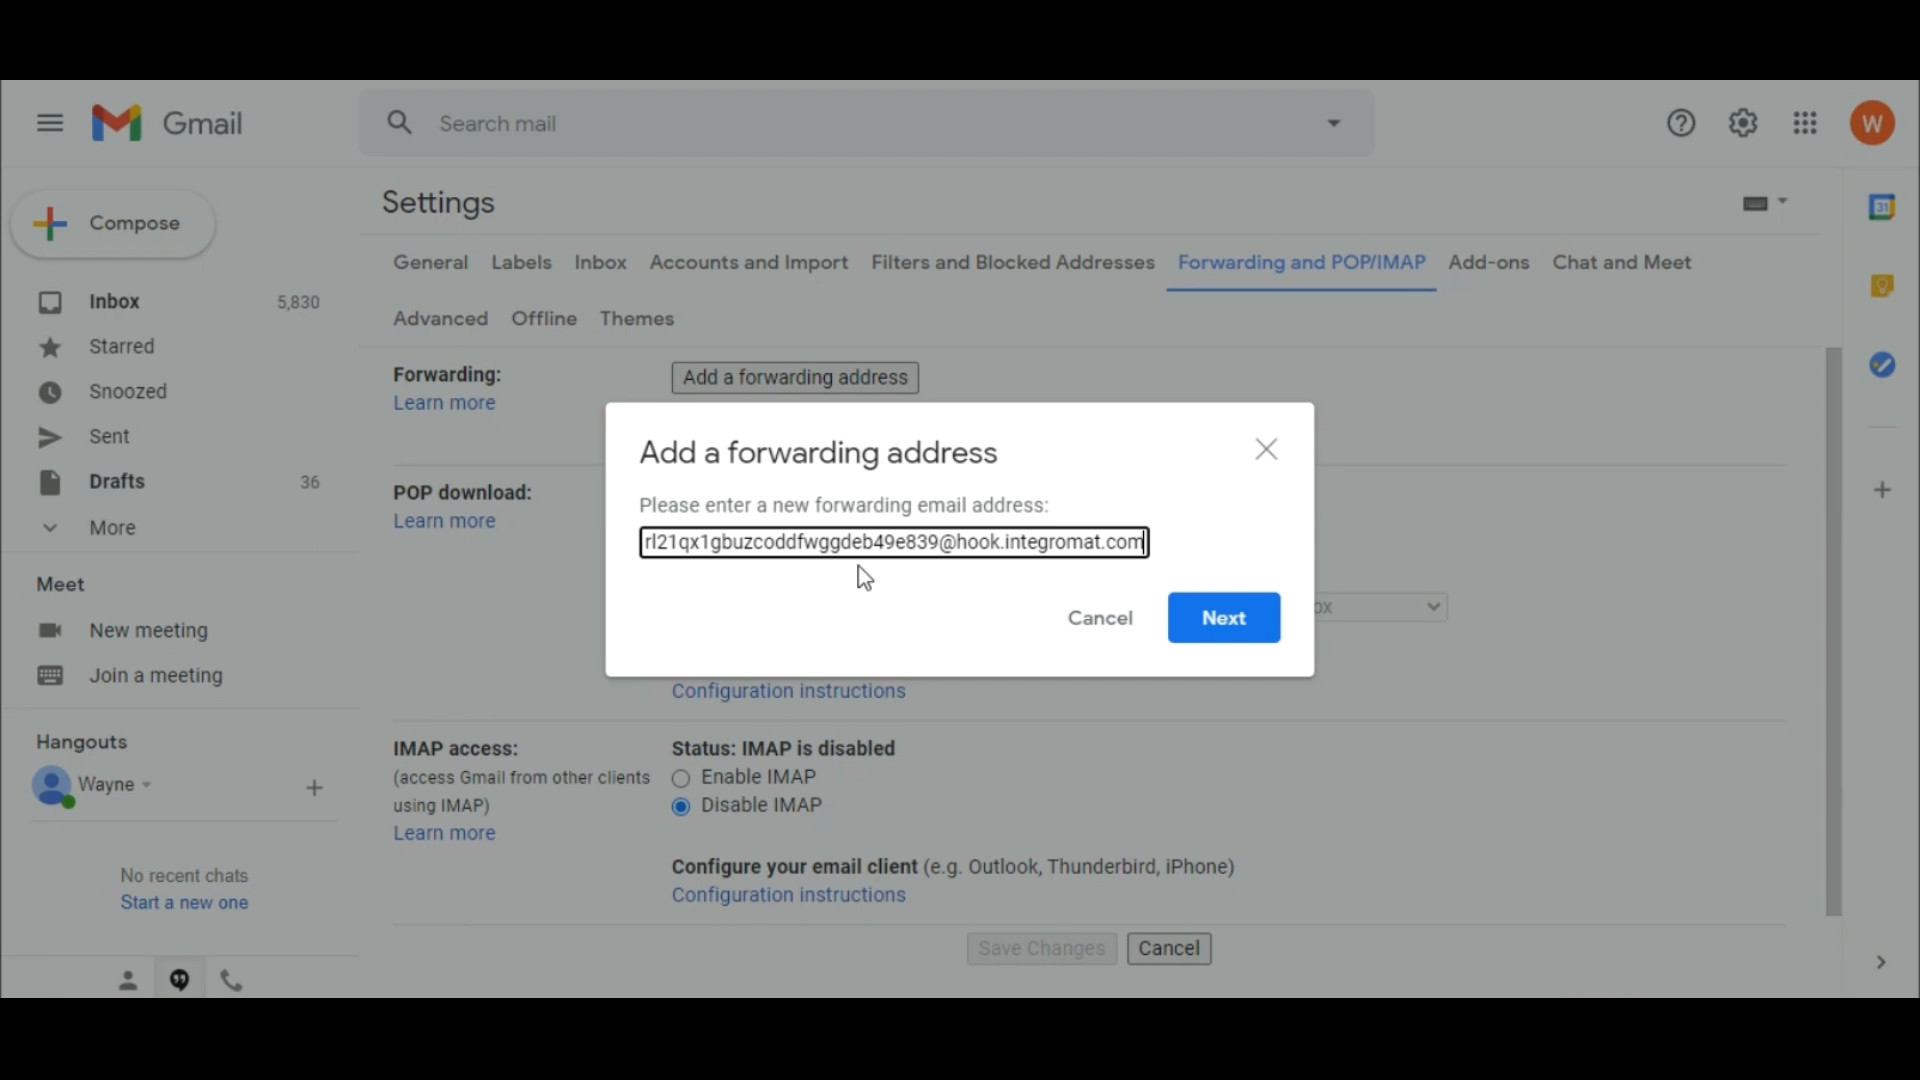 Gmail
Search mail
W
Compose
Settings
General Labels Inbox Accounts and Import Filters and Blocked Addresses Forwarding and POP/IMAP Add-ons Chat and Meet
Advanced Offline Themes
Inbox 5,830
Starred
Snoozed
Sent
Drafts 36
More
Meet
New meeting
Join a meeting
Hangouts
Wayne
No recent chats
Start a new one
Forwarding:
Learn more
Add a forwarding address
POP download:
Learn more
Add a forwarding address
Please enter a new forwarding email address:
rl21qx1gbuzcoddfwggdeb49e839@hook.integromat.com
Cancel Next
Configuration instructions
IMAP access:
(access Gmail from other clients
using IMAP)
Learn more
Status: IMAP is disabled
Enable IMAP
Disable IMAP
Configure your email client (e.g. Outlook, Thunderbird, iPhone)
Configuration instructions
Save Changes Cancel
31